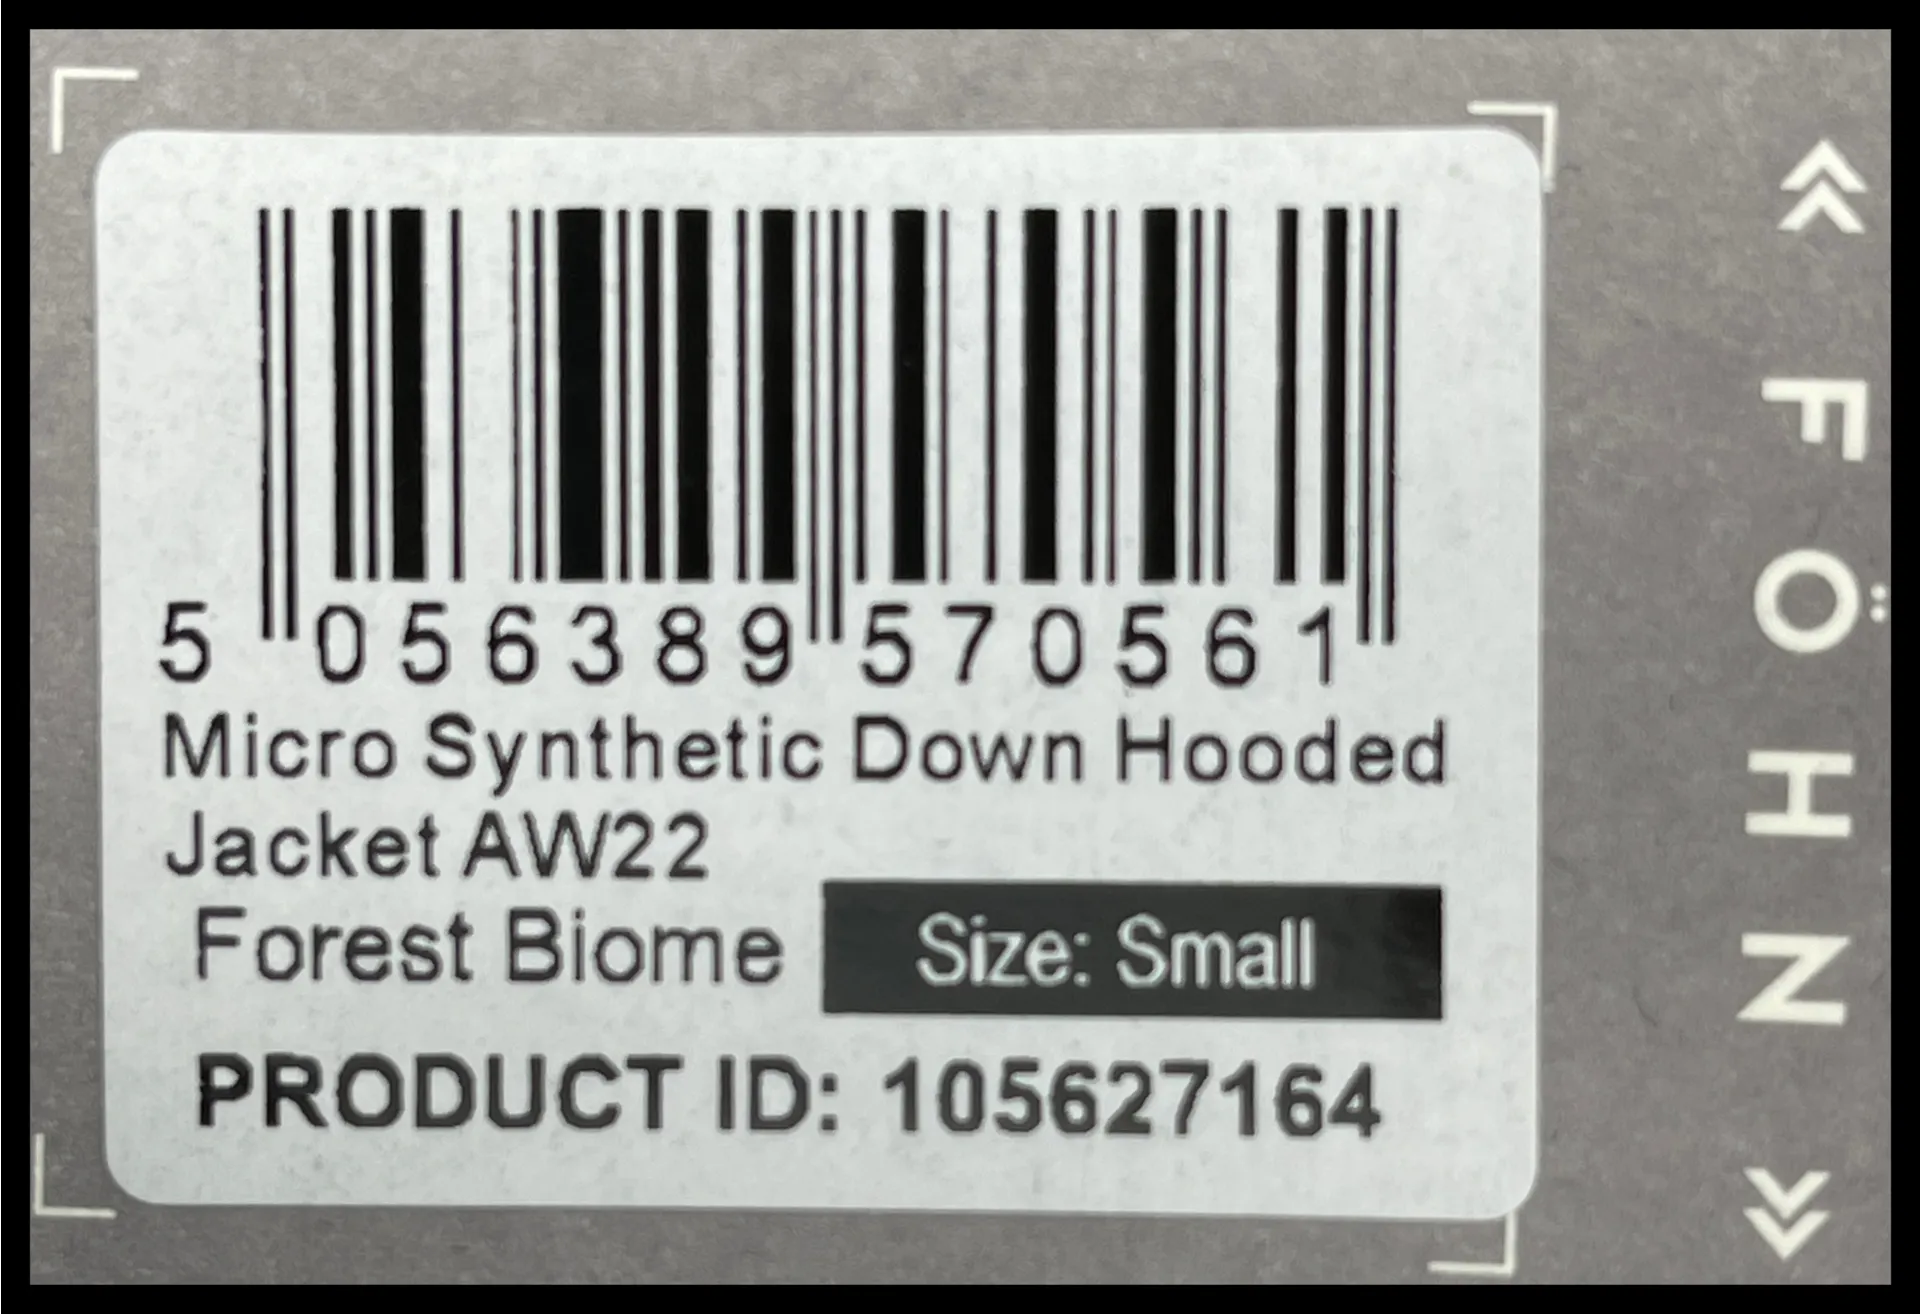 5 056389 570561
Micro Synthetic Down Hooded
Jacket AW22
Forest Biome
Size: Small
PRODUCT ID: 105627164
FÖHN